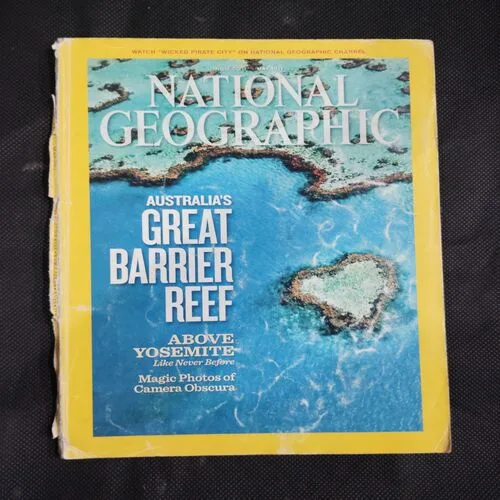 WATCH "WICKED PIRATE CITY" ON NATIONAL GEOGRAPHIC CHANNEL
NATIONAL
GEOGRAPHIC
AUSTRALIA'S
GREAT
BARRIER
REEF
ABOVE
YOSEMITE
Like Never Before
Magic Photos of
Camera Obscura